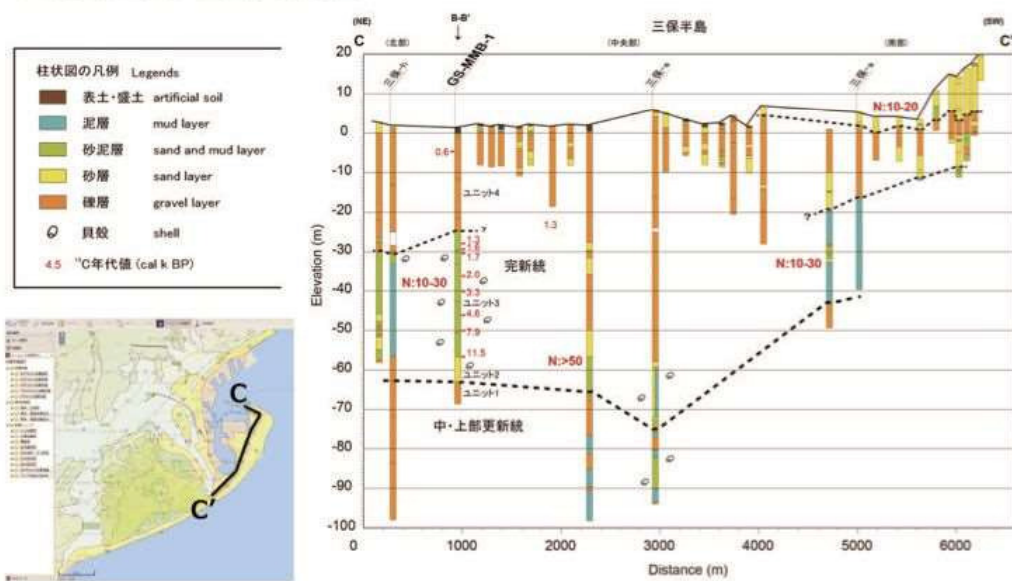 柱状図の凡例 Legends
表土・盛土 artificial soil
泥層 mud layer
砂泥層 sand and mud layer
砂層 sand layer
礫層 gravel layer
貝殻 shell
4.5 ¹⁴C年代値 (cal k BP)
C
C'
三保半島
(NE)
C
(北部)
B-B'
GS-MMB-1
(中央部)
(南部)
(SW)
C'
Elevation (m)
20
10
0
-10
-20
-30
-40
-50
-60
-70
-80
-90
-100
0.6
ユニット4
1.3
?
1.3
1.6
1.7
2.0
3.3
ユニット3
4.6
7.9
11.5
ユニット2
ユニット1
N:10-30
完新統
中・上部更新統
N:>50
N:10-30
N:10-20
?
0
1000
2000
3000
4000
5000
6000
Distance (m)